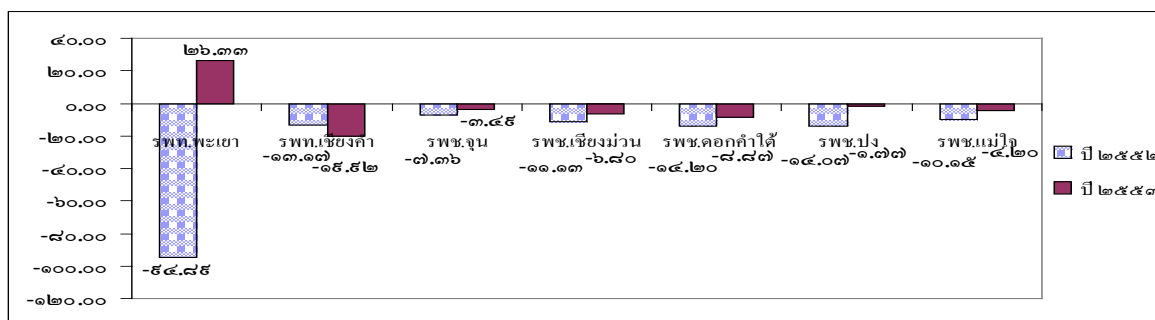 ๔๐.๐๐
๒๖.๓๓
๒๐.๐๐
๐.๐๐
-๒๐.๐๐
-๔๐.๐๐
-๖๐.๐๐
-๘๐.๐๐
-๑๐๐.๐๐
-๑๒๐.๐๐
รพท.พะเยา
รพท.เชียงคำ
รพช.จุน
รพช.เชียงม่วน
รพช.ดอกคำใต้
รพช.ปง
รพช.แม่ใจ
-๙๔.๘๙
-๑๓.๑๗
-๑๙.๙๒
-๗.๓๖
-๓.๔๙
-๑๑.๑๓
-๖.๘๐
-๑๔.๒๐
-๘.๘๗
-๑๔.๐๗
-๑.๗๗
-๑๐.๑๕
-๔.๒๐
ปี ๒๕๕๒
ปี ๒๕๕๓